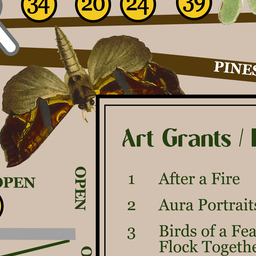 34 20 24 39
PINES
Art Grants /
OPEN
OPEN
1 After a Fire
2 Aura Portraits
3 Birds of a Fea
Flock Togethe